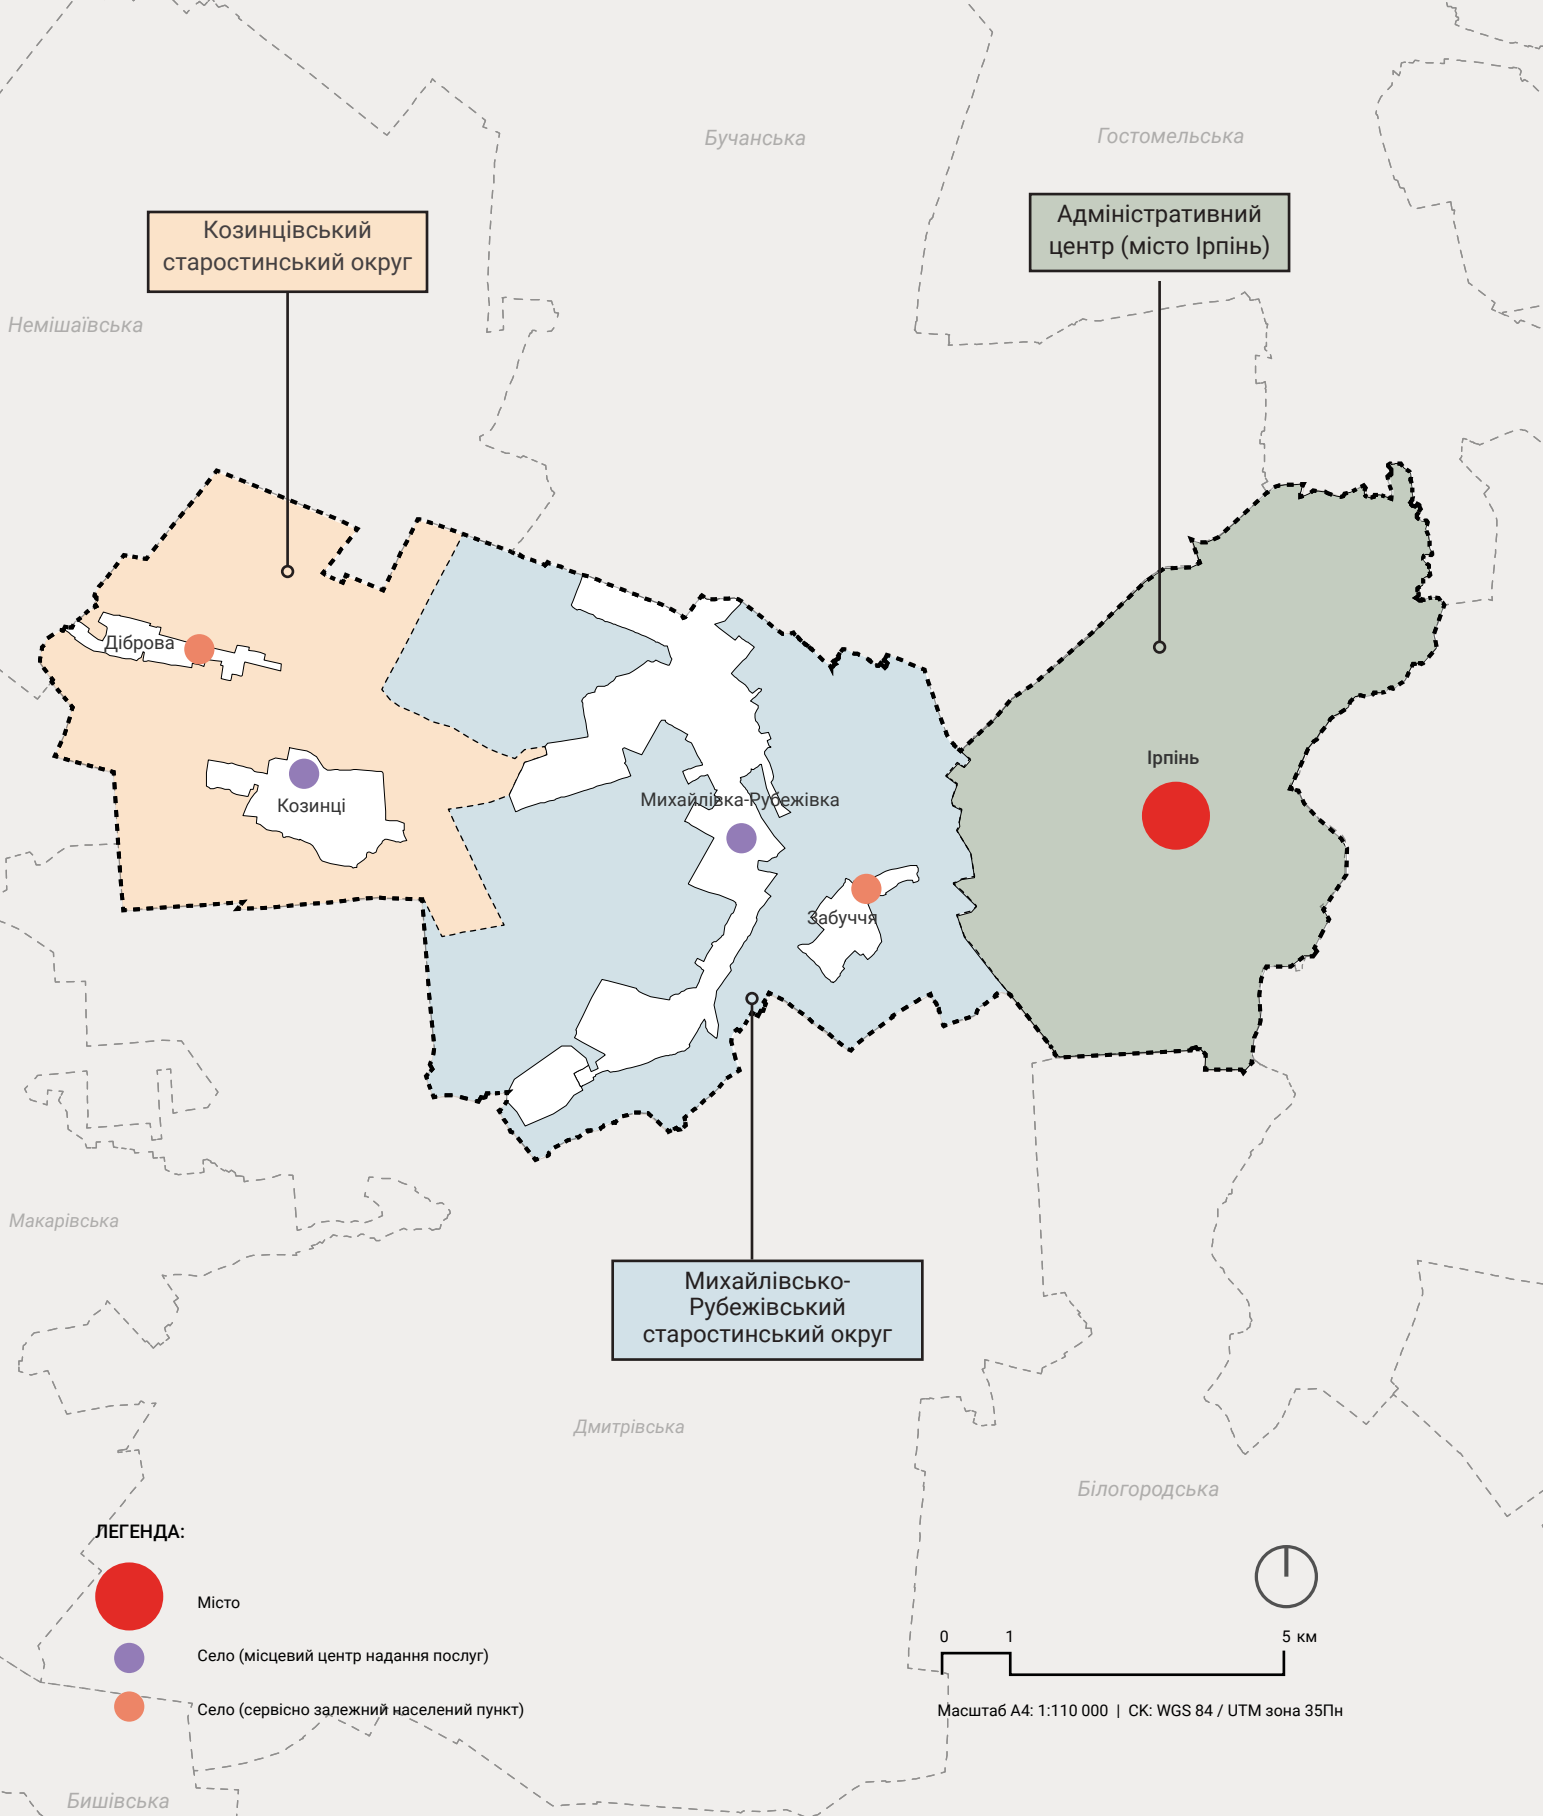 Бучанська
Гостомельська
Козинцівський
старостинський округ
Адміністративний
центр (місто Ірпінь)
Немішаївська
Діброва
Козинці
Михайлівка-Рубежівка
Забуччя
Ірпінь
Макарівська
Михайлівсько-
Рубежівський
старостинський округ
Дмитрівська
Білогородська
ЛЕГЕНДА:
Місто
Село (місцевий центр надання послуг)
Село (сервісно залежний населений пункт)
0 1 5 км
Масштаб А4: 1:110 000 | СК: WGS 84 / UTM зона 35Пн
Бишівська